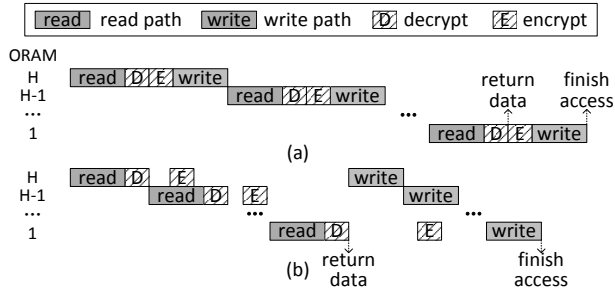 read read path write write path D decrypt E encrypt
ORAM
H read D E write
H-1 read D E write
... ...
1 read D E write
return data
finish access
(a)
H read D E write
H-1 read D E write
... ... ...
1 read D E write
return data
finish access
(b)